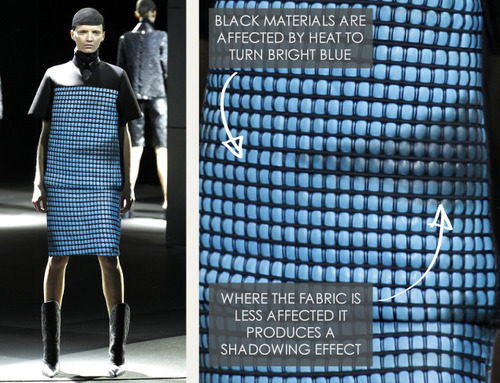 BLACK MATERIALS ARE
AFFECTED BY HEAT TO
TURN BRIGHT BLUE
WHERE THE FABRIC IS
LESS AFFECTED IT
PRODUCES A
SHADOWING EFFECT